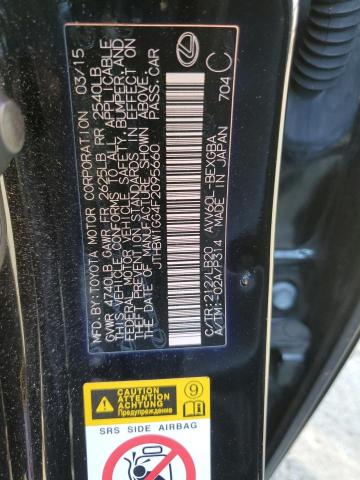 MFD.BY:TOYOTA MOTOR CORPORATION 03/15
GVWR 4740LB GAWR FR 2625LB RR 2540LB
THIS VEHICLE CONFORMS TO ALL APPLICABLE
FEDERAL MOTOR VEHICLE SAFETY, BUMPER, AND
THEFT PREVENTION STANDARDS IN EFFECT ON
THE DATE OF MANUFACTURE SHOWN ABOVE.
JTHBW1GG4F2095660 PASS.CAR
C/TR:212/LB20 AVV60L-BEXGBA
A/TM:-02A/P314 MADE IN JAPAN 704 C
⚠ CAUTION
Предупреждение
9
SRS SIDE AIRBAG